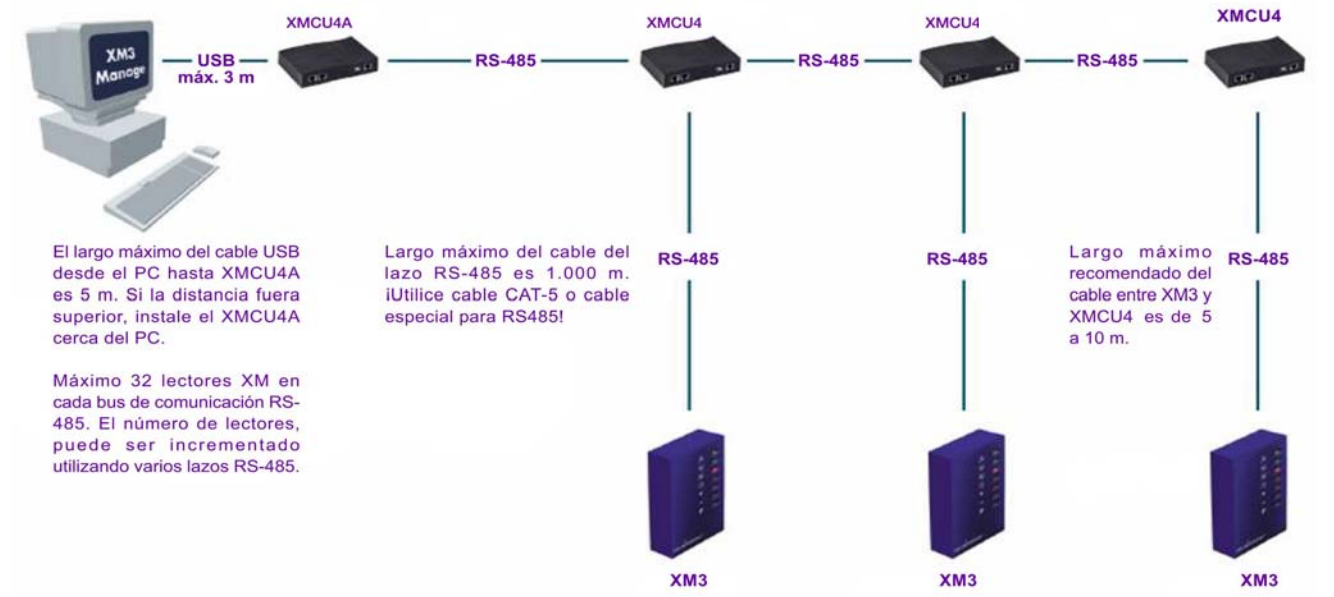 XMCU4A
XMCU4
XMCU4
XMCU4
XM3
Manage
USB
máx. 3 m
RS-485
RS-485
RS-485
El largo máximo del cable USB
desde el PC hasta XMCU4A
es 5 m. Si la distancia fuera
superior, instale el XMCU4A
cerca del PC.
Máximo 32 lectores XM en
cada bus de comunicación RS-
485. El número de lectores,
puede ser incrementado
utilizando varios lazos RS-485.
Largo máximo del cable del
lazo RS-485 es 1.000 m.
¡Utilice cable CAT-5 o cable
especial para RS485!
RS-485
RS-485
Largo máximo
recomendado del
cable entre XM3 y
XMCU4 es de 5
a 10 m.
RS-485
XM3
XM3
XM3